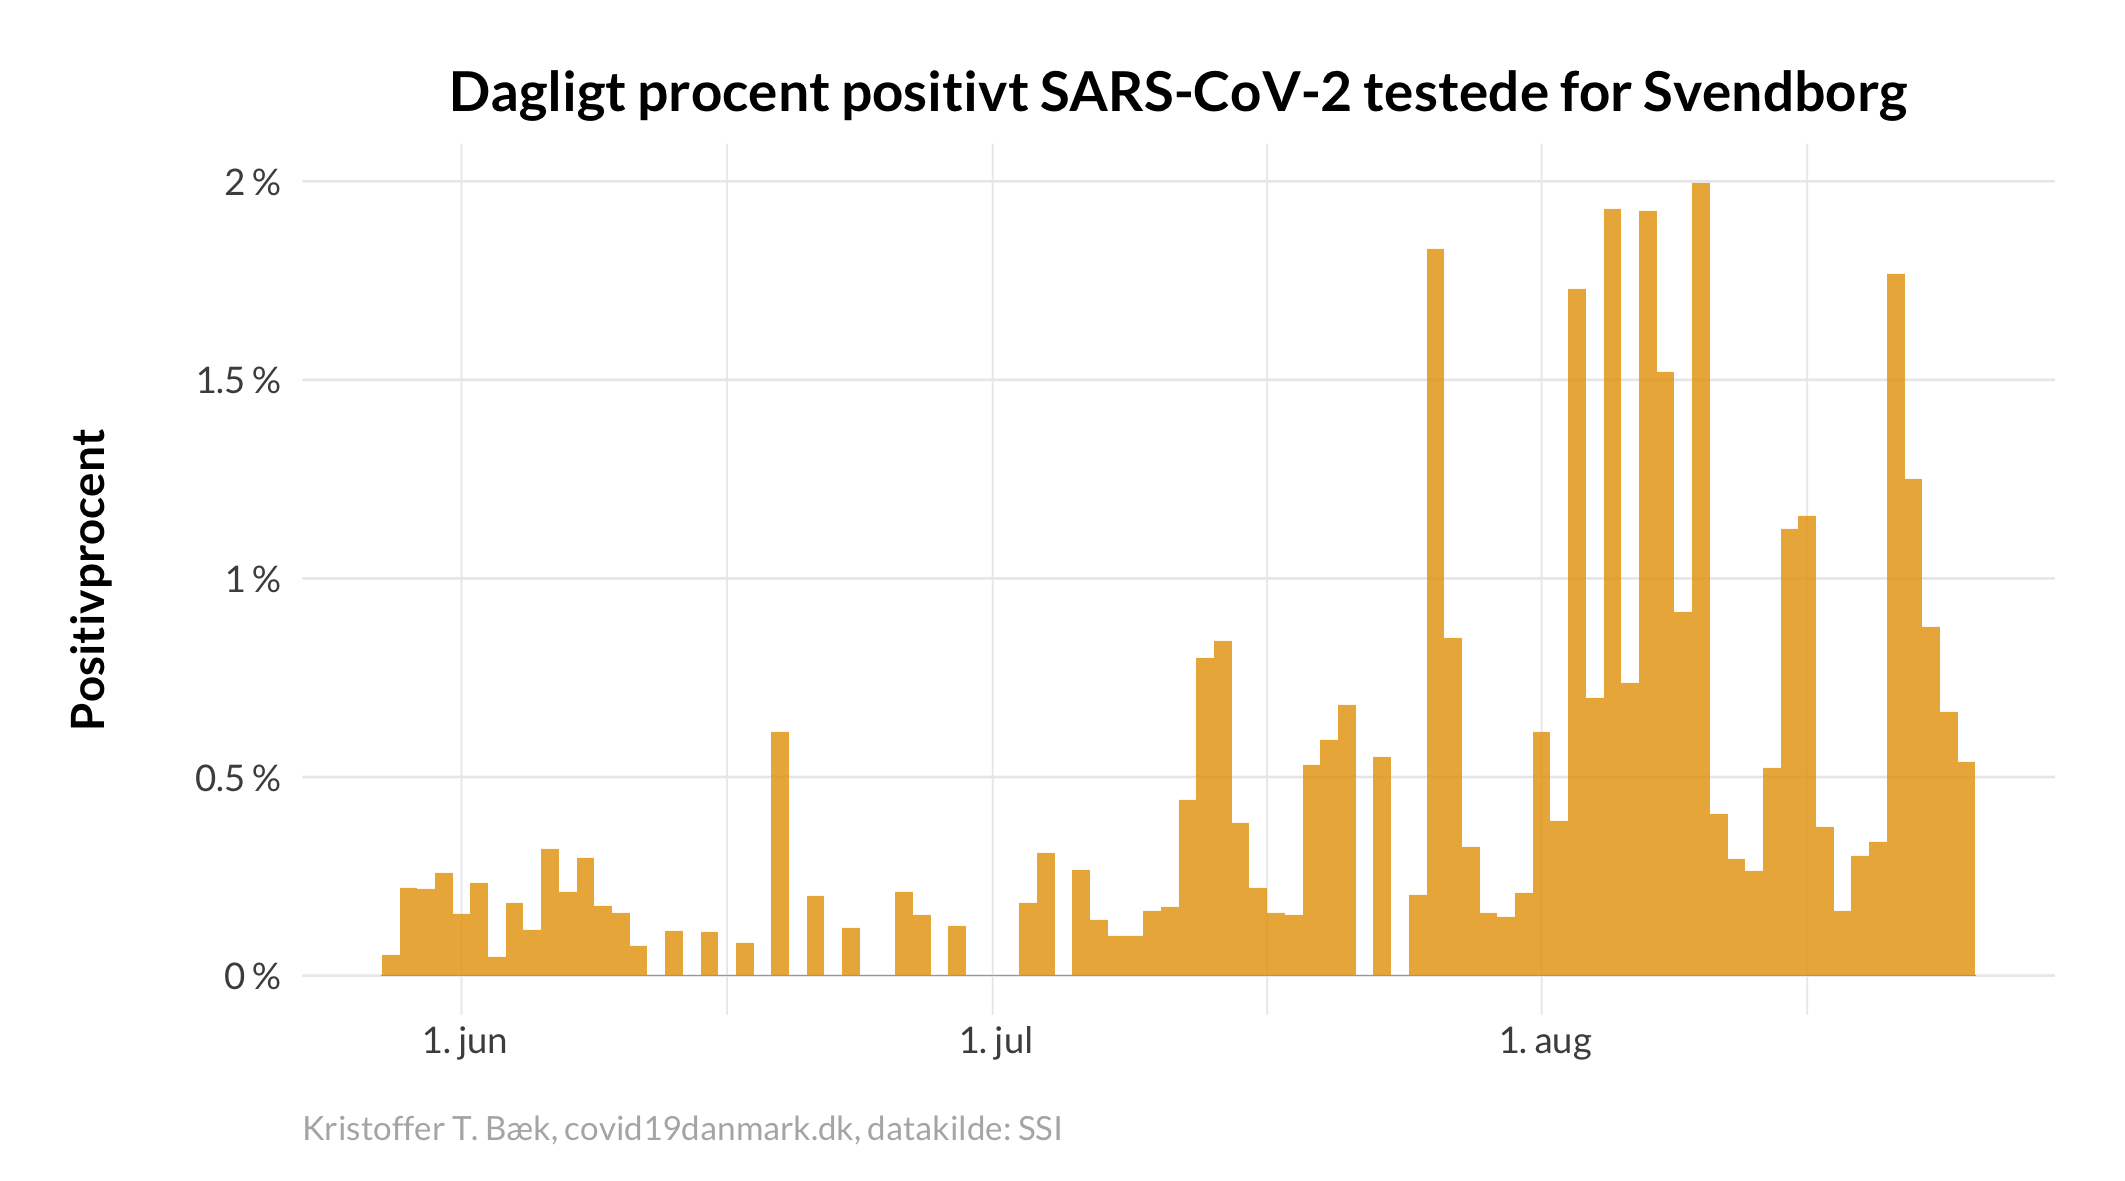 Dagligt procent positivt SARS-CoV-2 testede for Svendborg
Positivprocent
2 %
1.5 %
1 %
0.5 %
0 %
1. jun
1. jul
1. aug
Kristoffer T. Bæk, covid19danmark.dk, datakilde: SSI